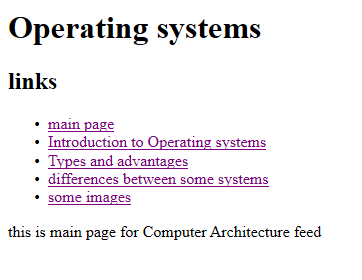 Operating systems
links
main page
Introduction to Operating systems
Types and advantages
differences between some systems
some images
this is main page for Computer Architecture feed